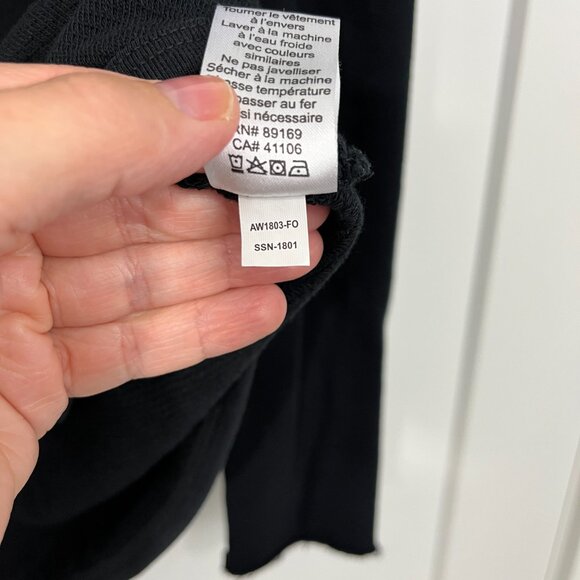 Tourner le vêtement
à l'envers
Laver à la machine
à l'eau froide
avec couleurs
similaires
Ne pas javelliser
Sécher à la machine
basse température
passer au fer
si nécessaire
RN# 89169
CA# 41106
AW1803-FO
SSN-1801